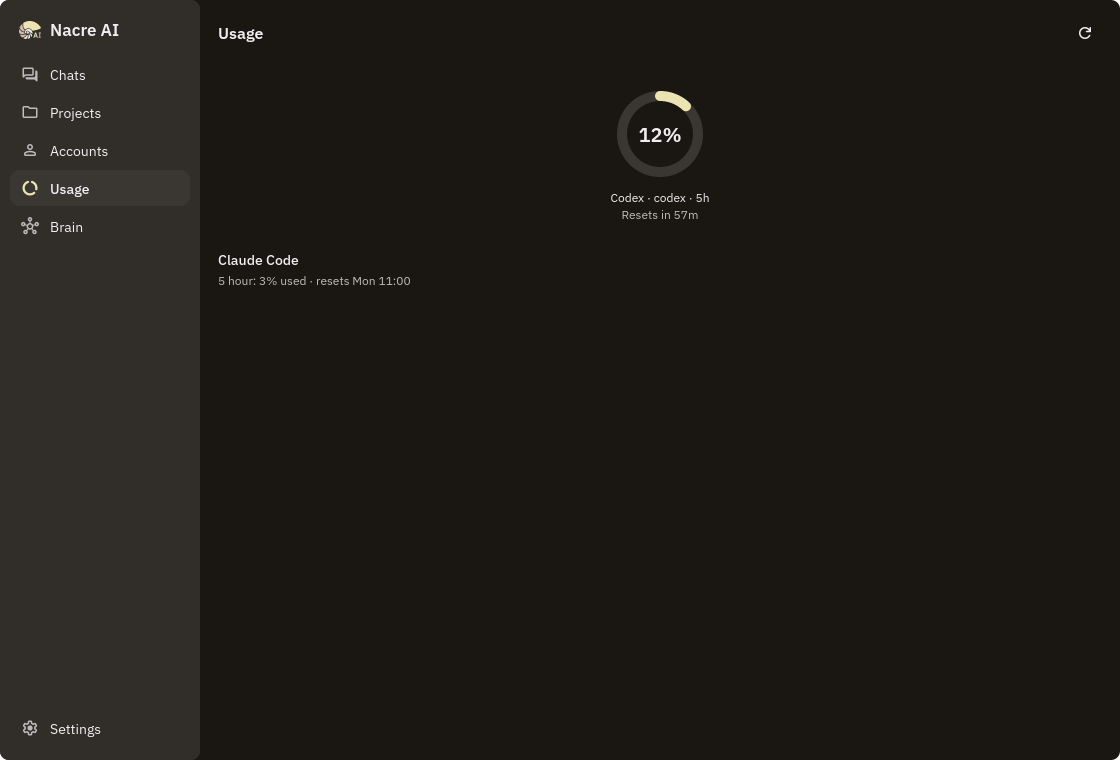 Nacre AI
Chats
Projects
Accounts
Usage
Brain
Settings
Usage
12%
Codex · codex · 5h
Resets in 57m
Claude Code
5 hour: 3% used · resets Mon 11:00